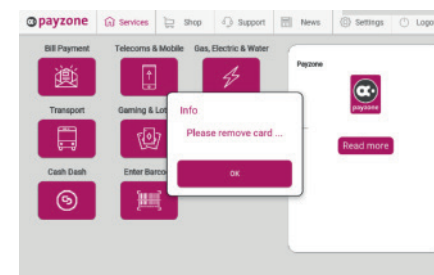 payzone Services Shop Support News Settings Logo
Bill Payment Telecoms & Mobile Gas, Electric & Water
Payzone
payzone
Transport Gaming & Lot
Info
Please remove card ...
Read more
OK
Cash Dash Enter Barco